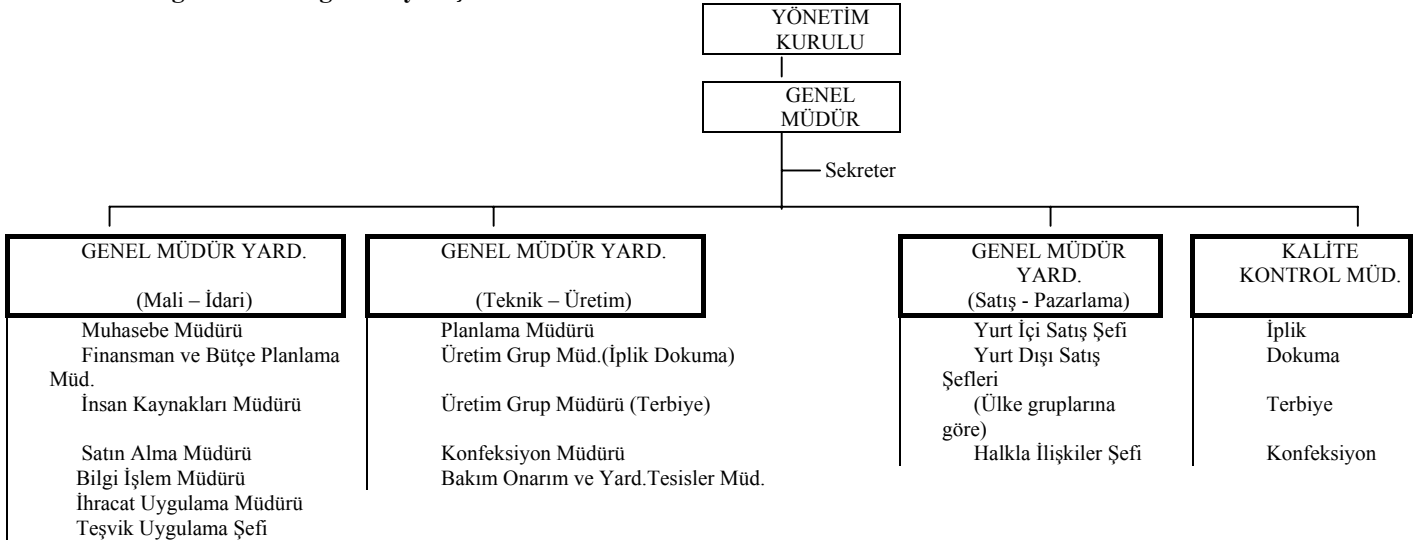 YÖNETİM
KURULU
GENEL
MÜDÜR
Sekreter
GENEL MÜDÜR YARD.
(Mali – İdari)
Muhasebe Müdürü
Finansman ve Bütçe Planlama
Müd.
İnsan Kaynakları Müdürü
Satın Alma Müdürü
Bilgi İşlem Müdürü
İhracat Uygulama Müdürü
Teşvik Uygulama Şefi
GENEL MÜDÜR YARD.
(Teknik – Üretim)
Planlama Müdürü
Üretim Grup Müd.(İplik Dokuma)
Üretim Grup Müdürü (Terbiye)
Konfeksiyon Müdürü
Bakım Onarım ve Yard.Tesisler Müd.
GENEL MÜDÜR
YARD.
(Satış - Pazarlama)
Yurt İçi Satış Şefi
Yurt Dışı Satış
Şefleri
(Ülke gruplarına
göre)
Halkla İlişkiler Şefi
KALİTE
KONTROL MÜD.
İplik
Dokuma
Terbiye
Konfeksiyon